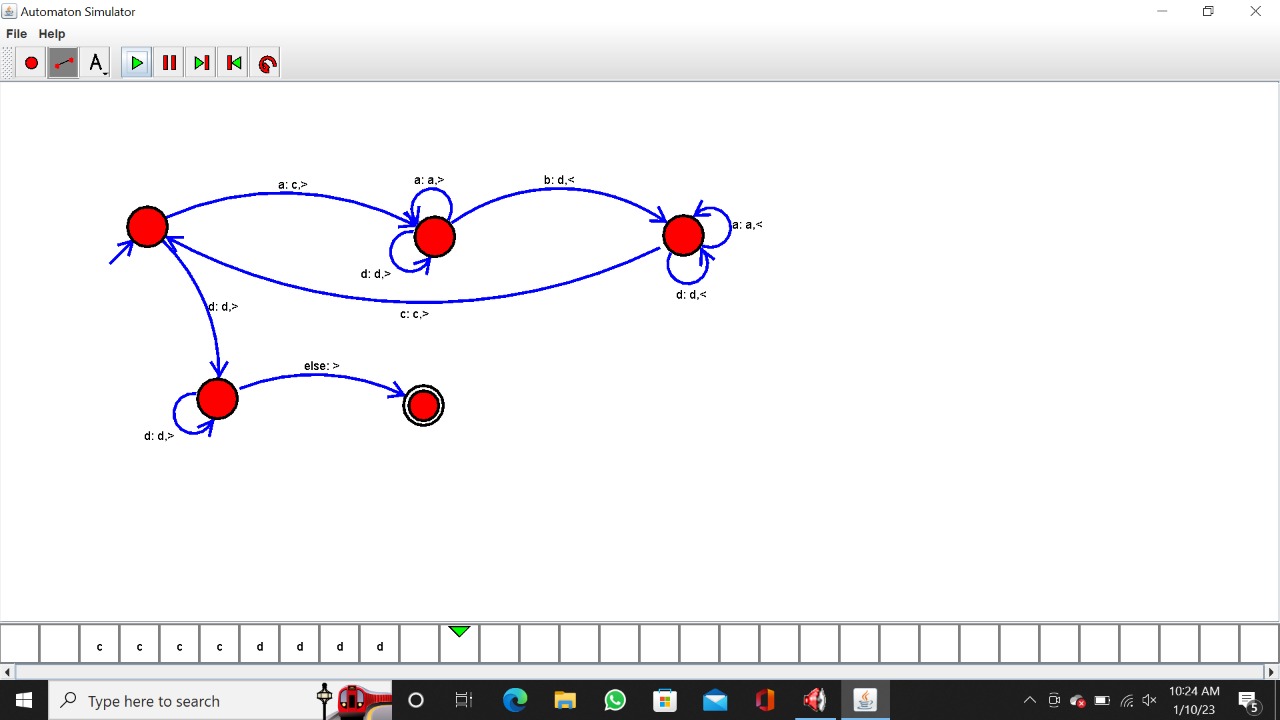 Automaton Simulator
File Help
A
a: c,>
a: a,>
b: d,<
a: a,<
d: d,>
d: d,<
d: d,>
c: c,>
else: >
d: d,>
c c c c d d d d
Type here to search
10:24 AM
1/10/23
5